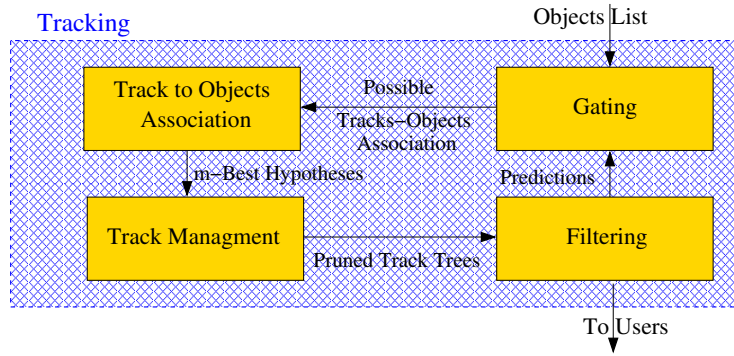 Tracking
Objects List
Track to Objects
Association
Possible
Tracks-Objects
Association
Gating
m-Best Hypotheses
Predictions
Track Managment
Pruned Track Trees
Filtering
To Users